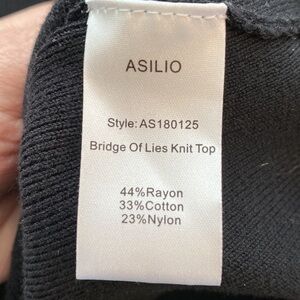 ASILIO
Style: AS180125
Bridge Of Lies Knit Top
44%Rayon
33%Cotton
23%Nylon